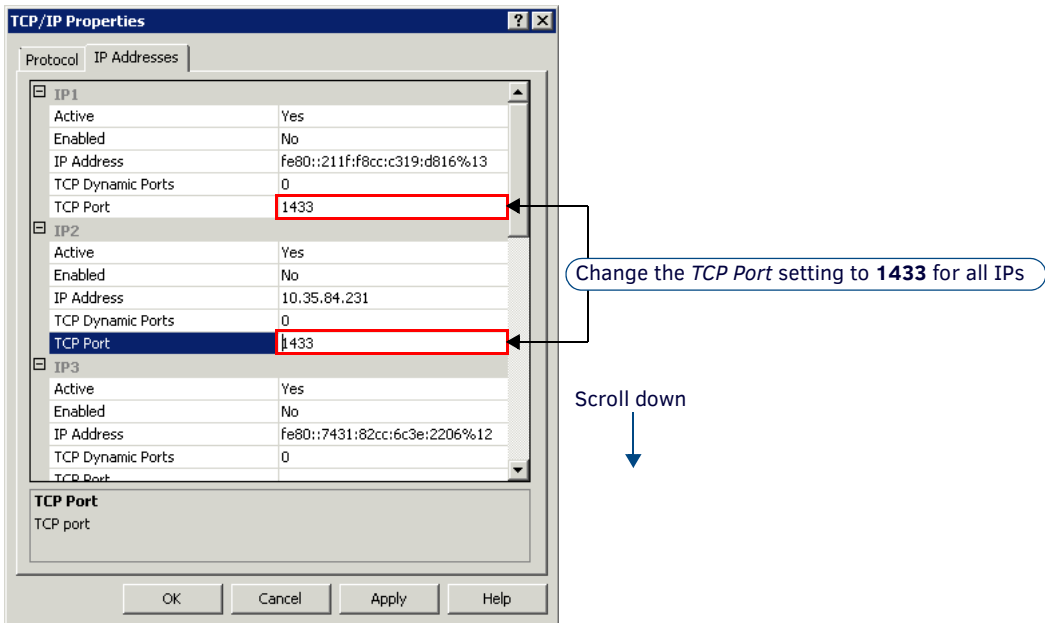 TCP/IP Properties
Protocol IP Addresses
IP1
Active Yes
Enabled No
IP Address fe80::211f:f8cc:c319:d816%13
TCP Dynamic Ports 0
TCP Port 1433
IP2
Active Yes
Enabled No
IP Address 10.35.84.231
TCP Dynamic Ports 0
TCP Port 1433
IP3
Active Yes
Enabled No
IP Address fe80::7431:82cc:6c3e:2206%12
TCP Dynamic Ports 0
TCP Port
TCP Port
TCP port
OK Cancel Apply Help
Change the TCP Port setting to 1433 for all IPs
Scroll down